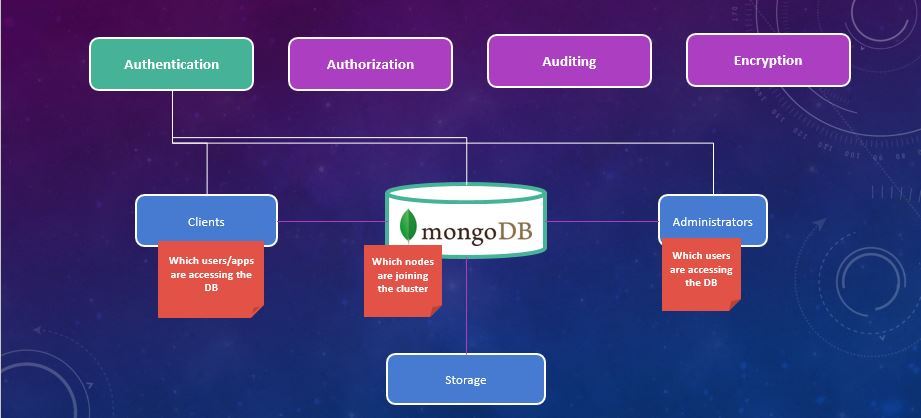 Authentication
Authorization
Auditing
Encryption
Clients
mongoDB
Administrators
Which users/apps
are accessing the
DB
Which nodes
are joining
the cluster
Which users
are accessing
the DB
Storage